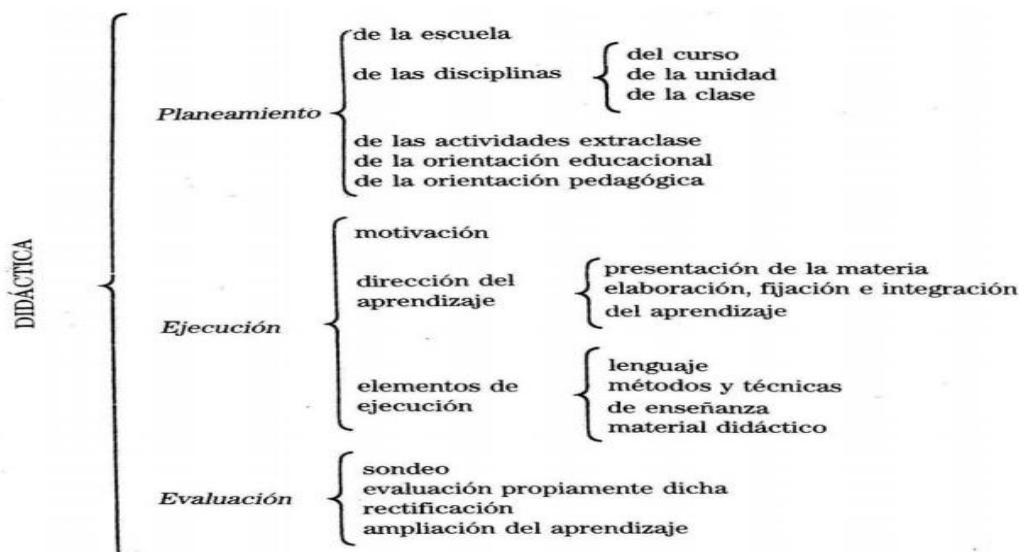 DIDÁCTICA
Planeamiento
de la escuela
de las disciplinas
del curso
de la unidad
de la clase
de las actividades extraclase
de la orientación educacional
de la orientación pedagógica
Ejecución
motivación
dirección del
aprendizaje
presentación de la materia
elaboración, fijación e integración
del aprendizaje
elementos de
ejecución
lenguaje
métodos y técnicas
de enseñanza
material didáctico
Evaluación
sondeo
evaluación propiamente dicha
rectificación
ampliación del aprendizaje